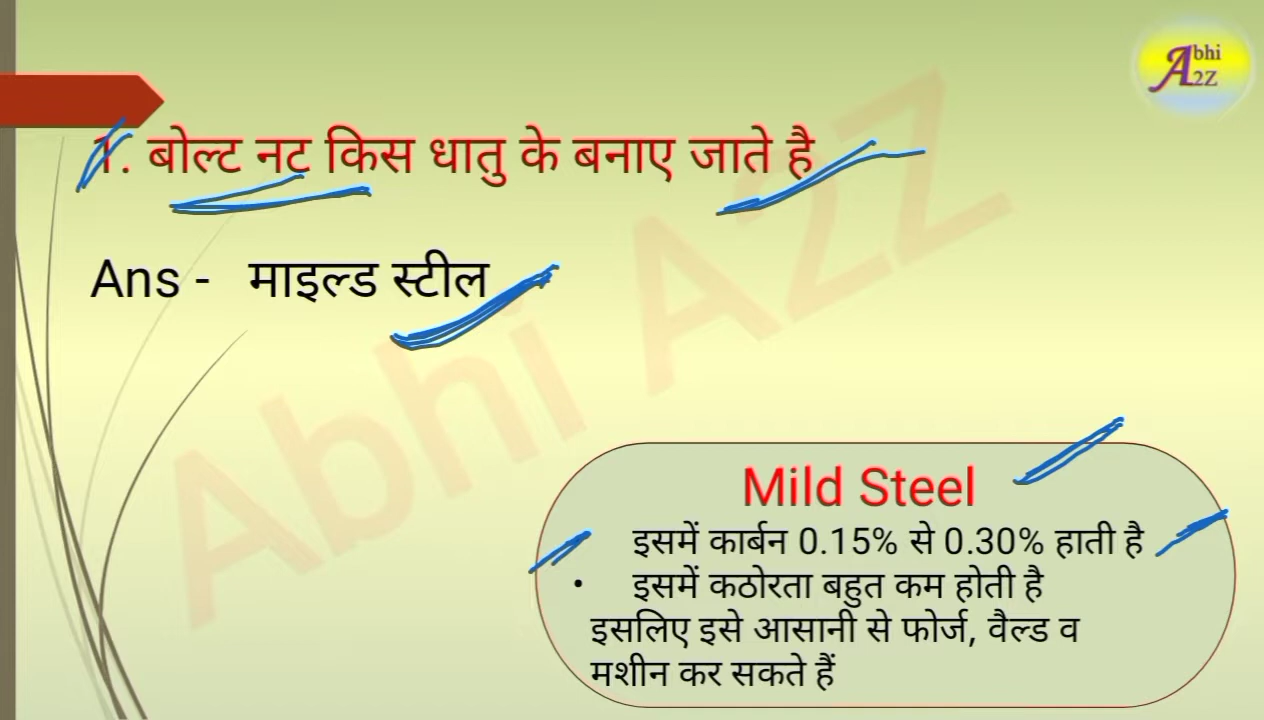 Abhi A2Z
1. बोल्ट नट किस धातु के बनाए जाते है
Ans - माइल्ड स्टील
Abhi A2Z
Mild Steel
इसमें कार्बन 0.15% से 0.30% हाती है
• इसमें कठोरता बहुत कम होती है
इसलिए इसे आसानी से फोर्ज, वैल्ड व
मशीन कर सकते हैं